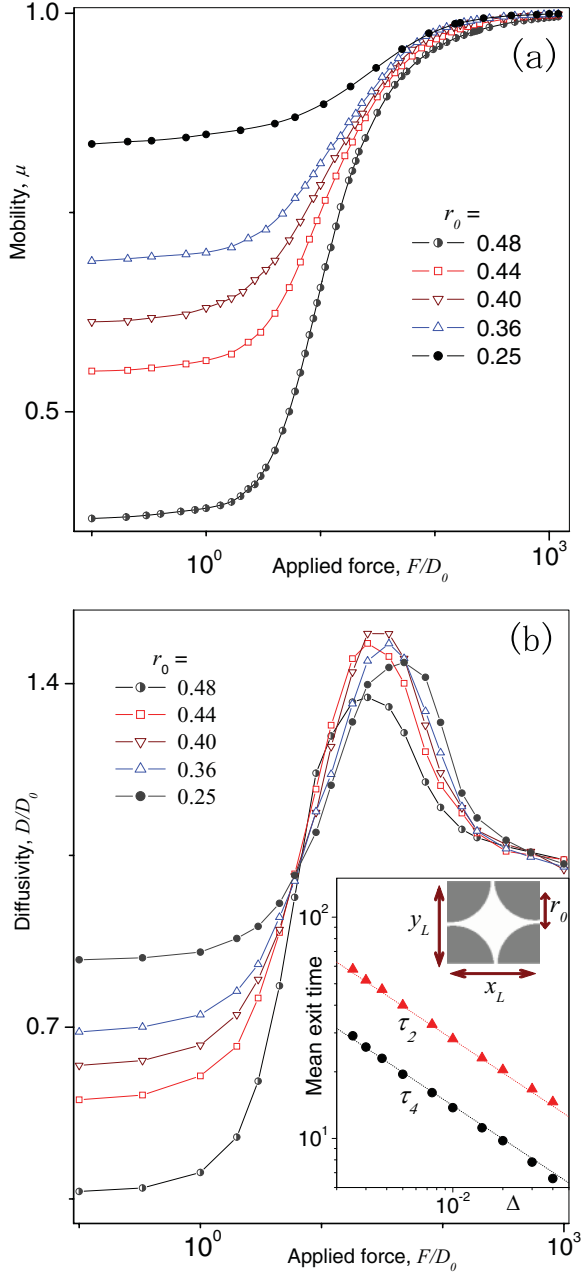 1.0
(a)
Mobility, μ
r0 =
0.48
0.44
0.40
0.36
0.25
0.5
10^0
10^3
Applied force, F/D0
(b)
1.4
r0 =
0.48
0.44
0.40
0.36
0.25
Diffusivity, D/D0
0.7
10^2
yL
r0
xL
Mean exit time
τ2
τ4
10^1
10^-2
Δ
10^0
10^3
Applied force, F/D0